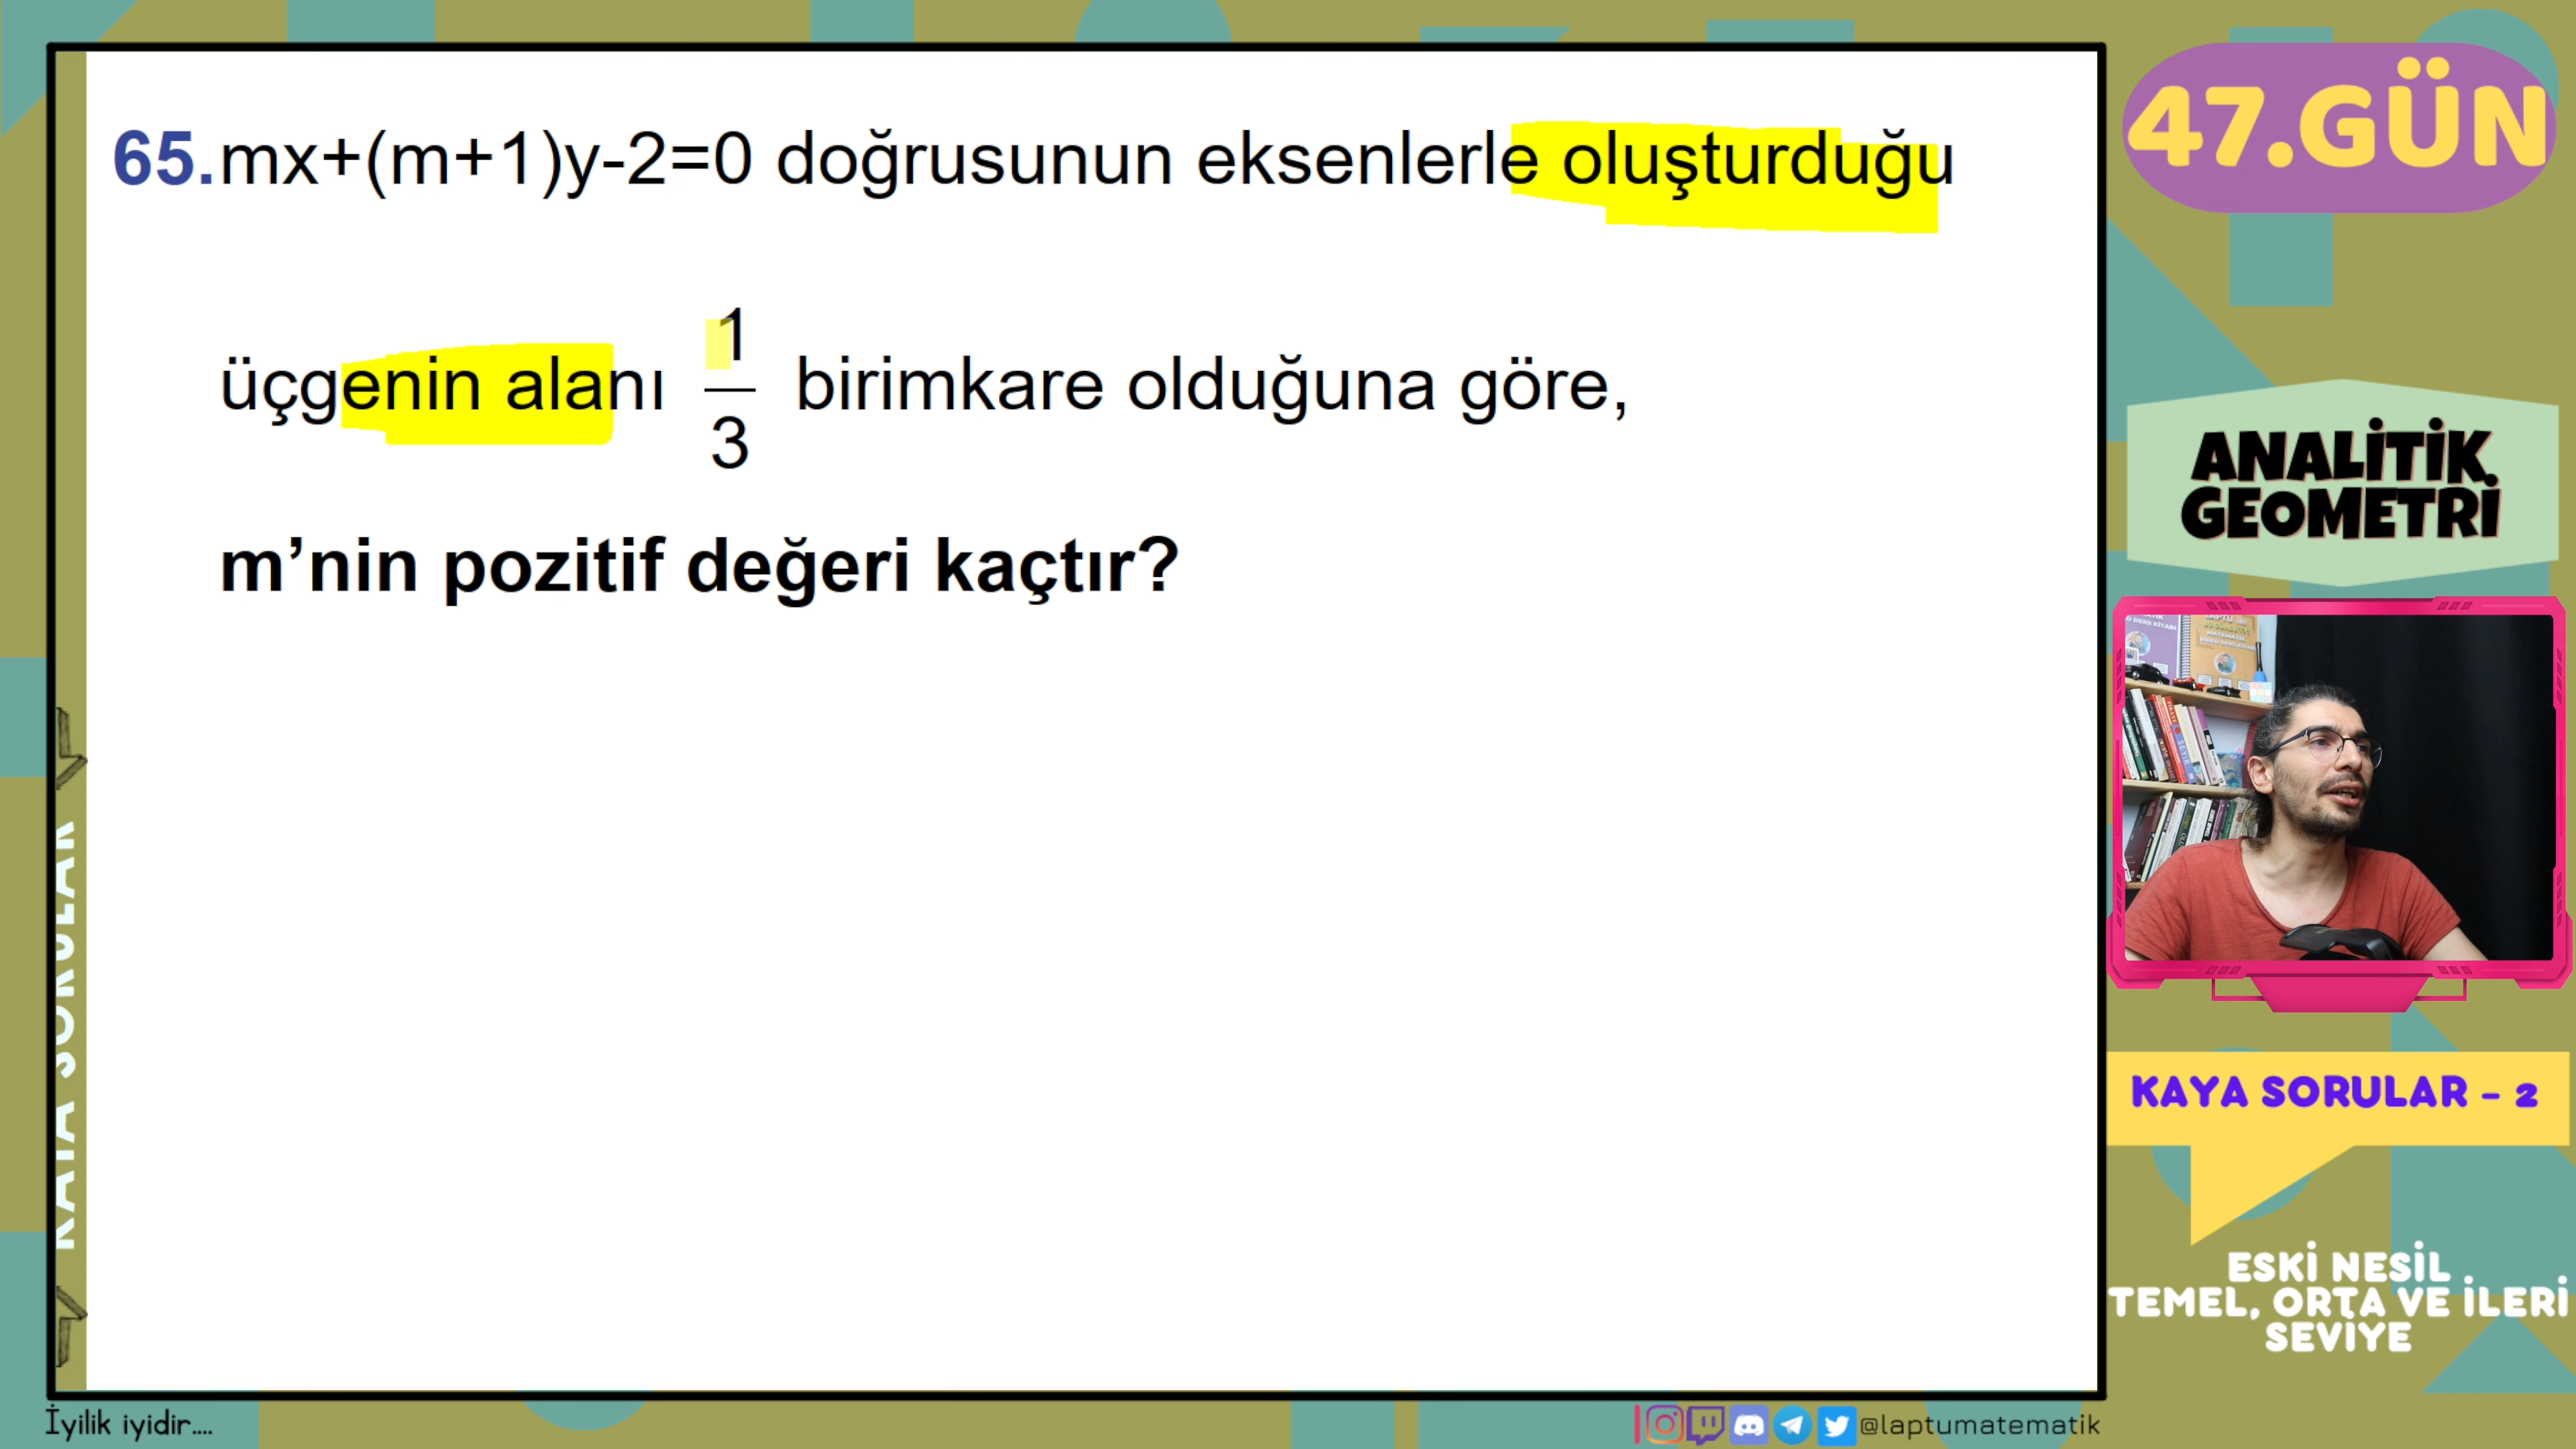 47.GÜN
65.mx+(m+1)y-2=0 doğrusunun eksenlerle oluşturduğu
üçgenin alanı 1/3 birimkare olduğuna göre,
m’nin pozitif değeri kaçtır?
ANALİTİK
GEOMETRİ
KAYA SORULAR
KAYA SORULAR - 2
ESKİ NESİL
TEMEL, ORTA VE İLERİ
SEVİYE
İyilik iyidir....
@laptumatematik